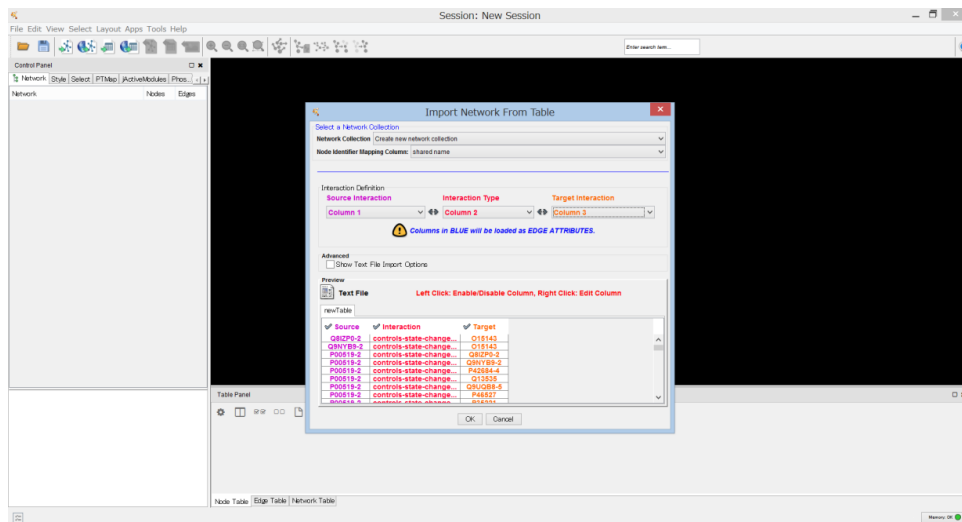 Session: New Session
File Edit View Select Layout Apps Tools Help
Enter search term...
Control Panel
Network Style Select PTMap jActiveModules Phos...
Network Nodes Edges
Import Network From Table
Select a Network Collection
Network Collection Create new network collection
Node Identifier Mapping Column: shared name
Interaction Definition
Source Interaction Interaction Type Target Interaction
Column 1 Column 2 Column 3
Columns in BLUE will be loaded as EDGE ATTRIBUTES.
Advanced
Show Text File Import Options
Preview
Text File Left Click: Enable/Disable Column, Right Click: Edit Column
newTable
Source Interaction Target
Q8IZP0-2 controls-state-change... O15143
Q9NYB9-2 controls-state-change... O15143
P00519-2 controls-state-change... Q8IZP0-2
P00519-2 controls-state-change... Q9NYB9-2
P00519-2 controls-state-change... P42684-4
P00519-2 controls-state-change... Q13535
P00519-2 controls-state-change... Q9UQB8-5
P00519-2 controls-state-change... P46527
P00519-2 controls-state-change...
OK Cancel
Table Panel
Node Table Edge Table Network Table
Memory: OK